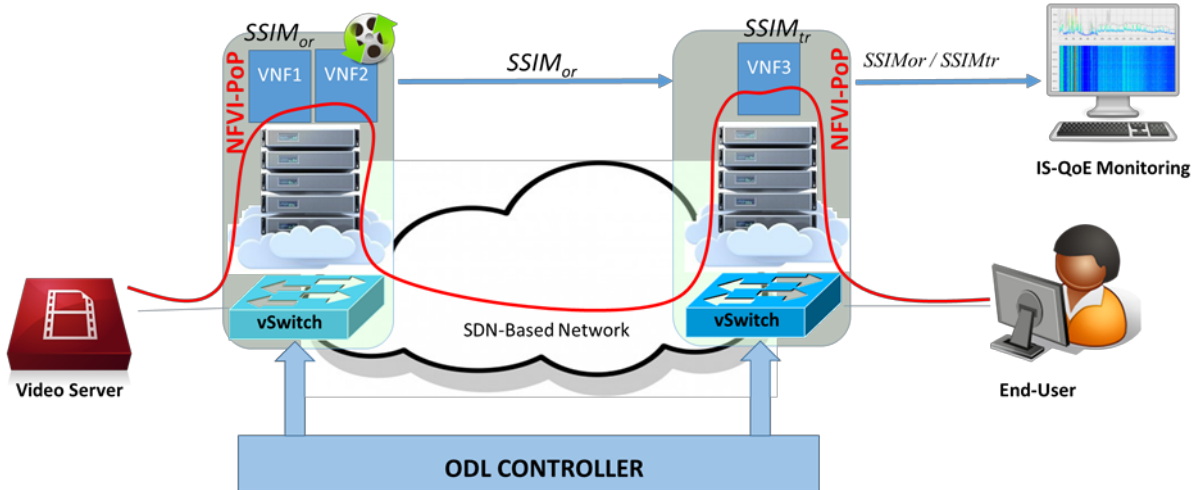 SSIMor
SSIMtr
VNF1
VNF2
VNF3
NFVI-PoP
NFVI-PoP
SSIMor
SSIMor / SSIMtr
IS-QoE Monitoring
vSwitch
SDN-Based Network
vSwitch
Video Server
End-User
ODL CONTROLLER